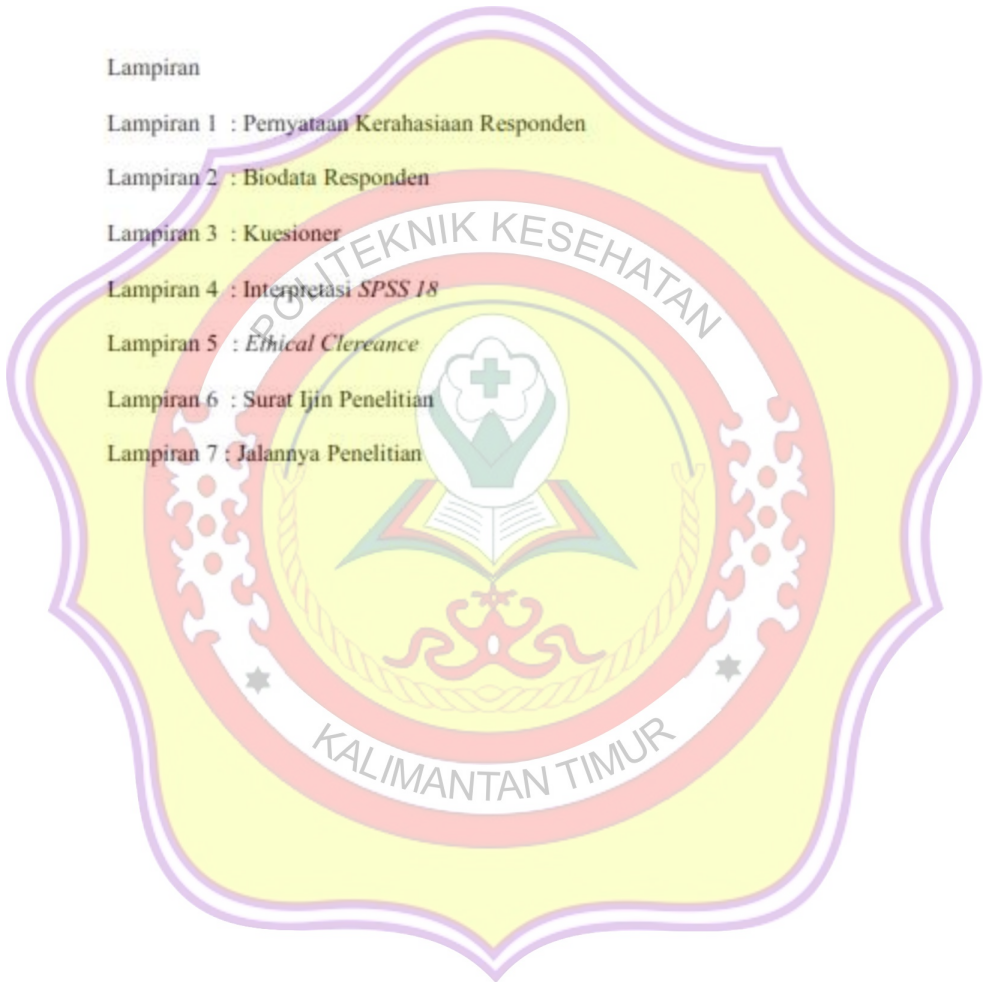 Lampiran
Lampiran 1 : Pernyataan Kerahasiaan Responden
Lampiran 2 : Biodata Responden
Lampiran 3 : Kuesioner
Lampiran 4 : Interpretasi SPSS 18
Lampiran 5 : Ethical Clereance
Lampiran 6 : Surat Ijin Penelitian
Lampiran 7 : Jalannya Penelitian
POLITEKNIK KESEHATAN
KALIMANTAN TIMUR